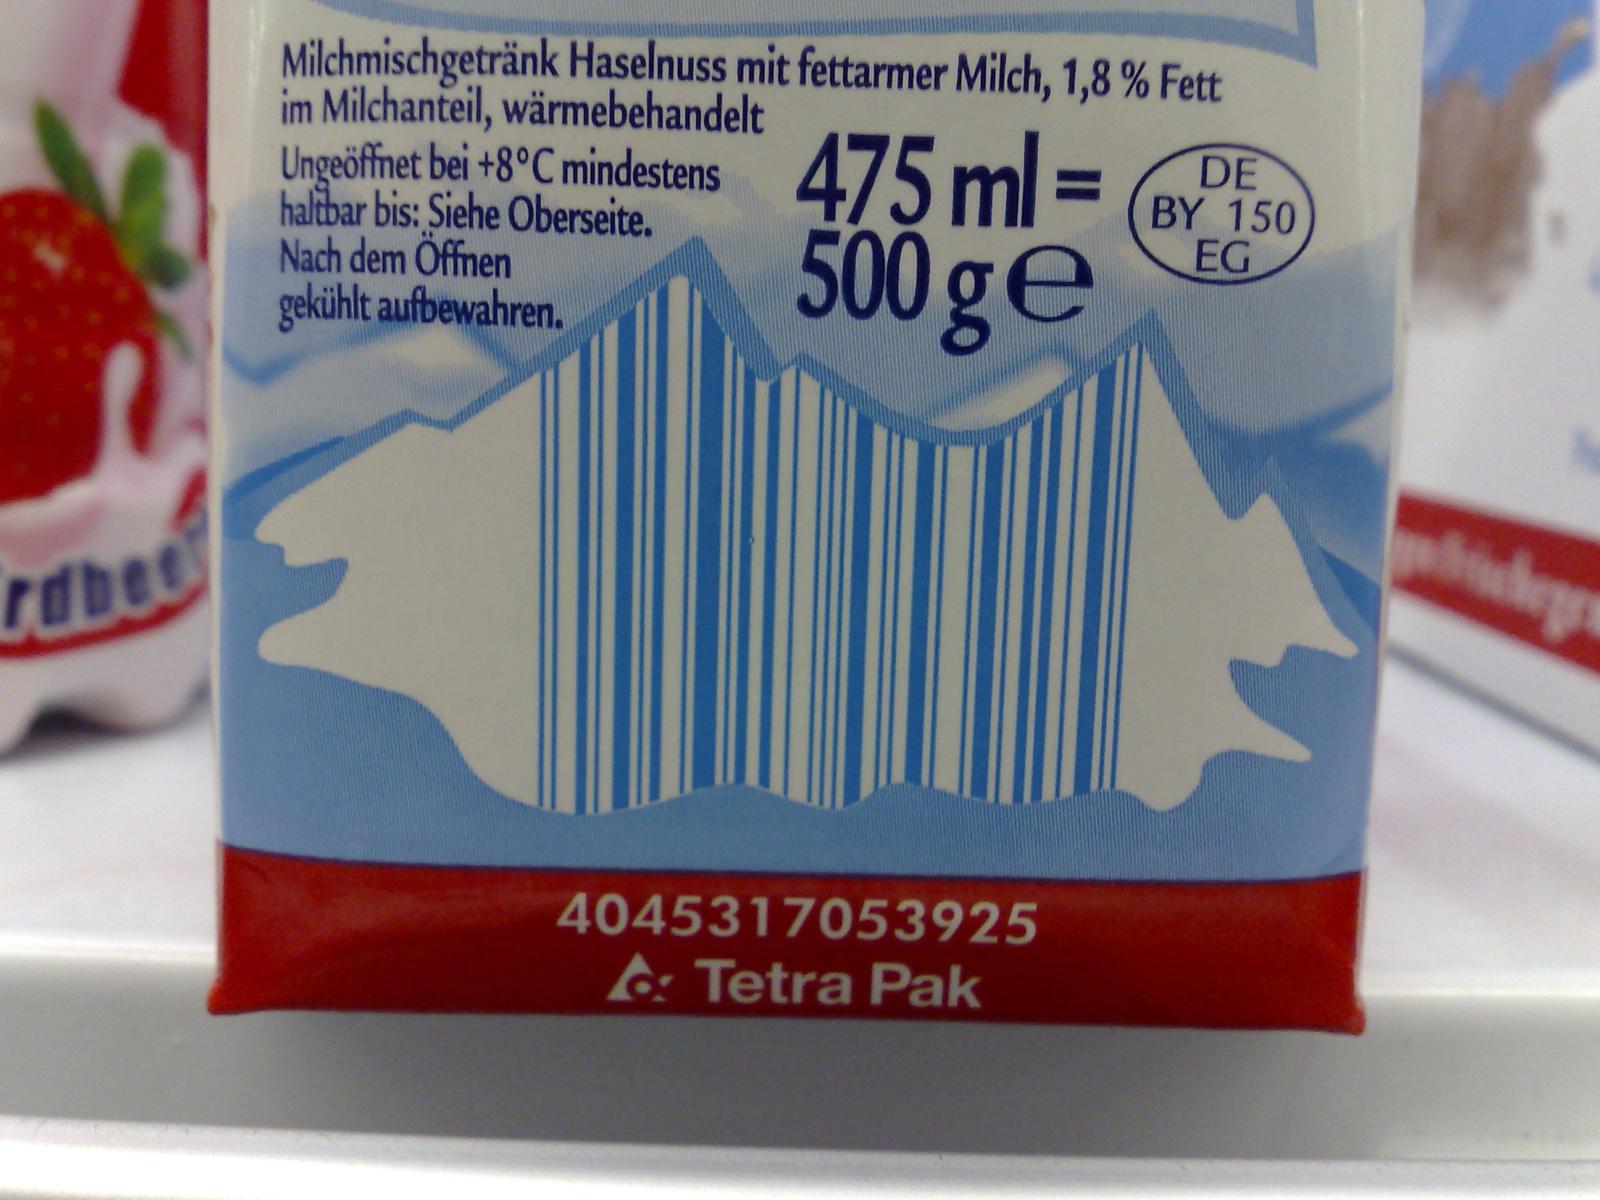 Milchmischgetränk Haselnuss mit fettarmer Milch, 1,8 % Fett
im Milchanteil, wärmebehandelt
Ungeöffnet bei +8°C mindestens
haltbar bis: Siehe Oberseite.
Nach dem Öffnen
gekühlt aufbewahren.
475 ml =
500 g e
DE
BY 150
EG
rdbeer
4045317053925
Tetra Pak